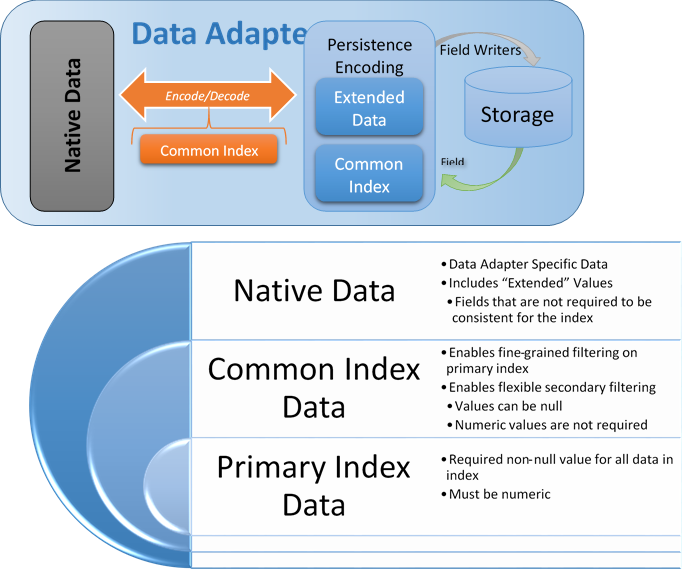 Data Adapte
Native Data
Encode/Decode
Common Index
Persistence
Encoding
Extended
Data
Common
Index
Field Writers
Storage
Field
Native Data
• Data Adapter Specific Data
• Includes “Extended” Values
• Fields that are not required to be
consistent for the index
Common Index
Data
• Enables fine-grained filtering on
primary index
• Enables flexible secondary filtering
• Values can be null
• Numeric values are not required
Primary Index
Data
• Required non-null value for all data in
index
• Must be numeric